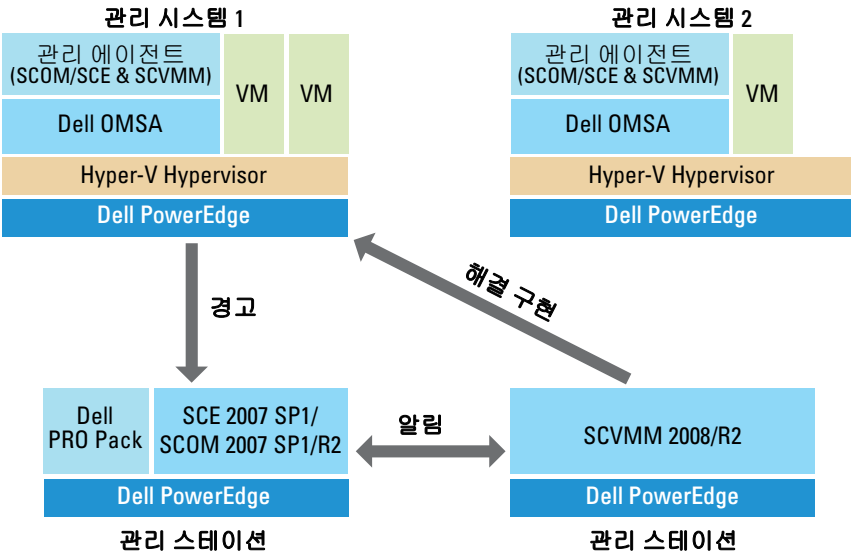 관리 시스템 1
관리 에이전트
(SCOM/SCE & SCVMM)
VM
VM
Dell OMSA
Hyper-V Hypervisor
Dell PowerEdge
관리 시스템 2
관리 에이전트
(SCOM/SCE & SCVMM)
VM
Dell OMSA
Hyper-V Hypervisor
Dell PowerEdge
경고
해결 구현
Dell
PRO Pack
SCE 2007 SP1/
SCOM 2007 SP1/R2
Dell PowerEdge
관리 스테이션
알림
SCVMM 2008/R2
Dell PowerEdge
관리 스테이션